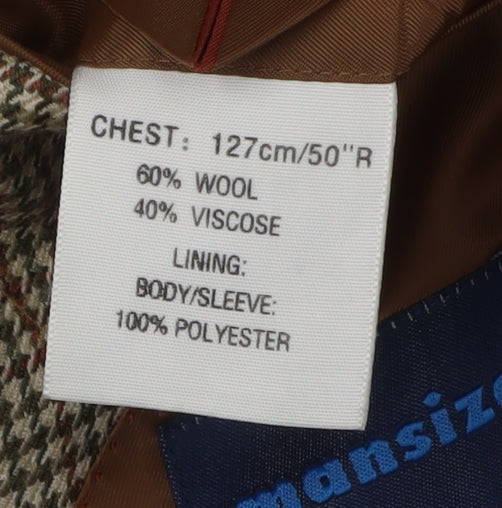 CHEST: 127cm/50"R
60% WOOL
40% VISCOSE
LINING:
BODY/SLEEVE:
100% POLYESTER
mansize